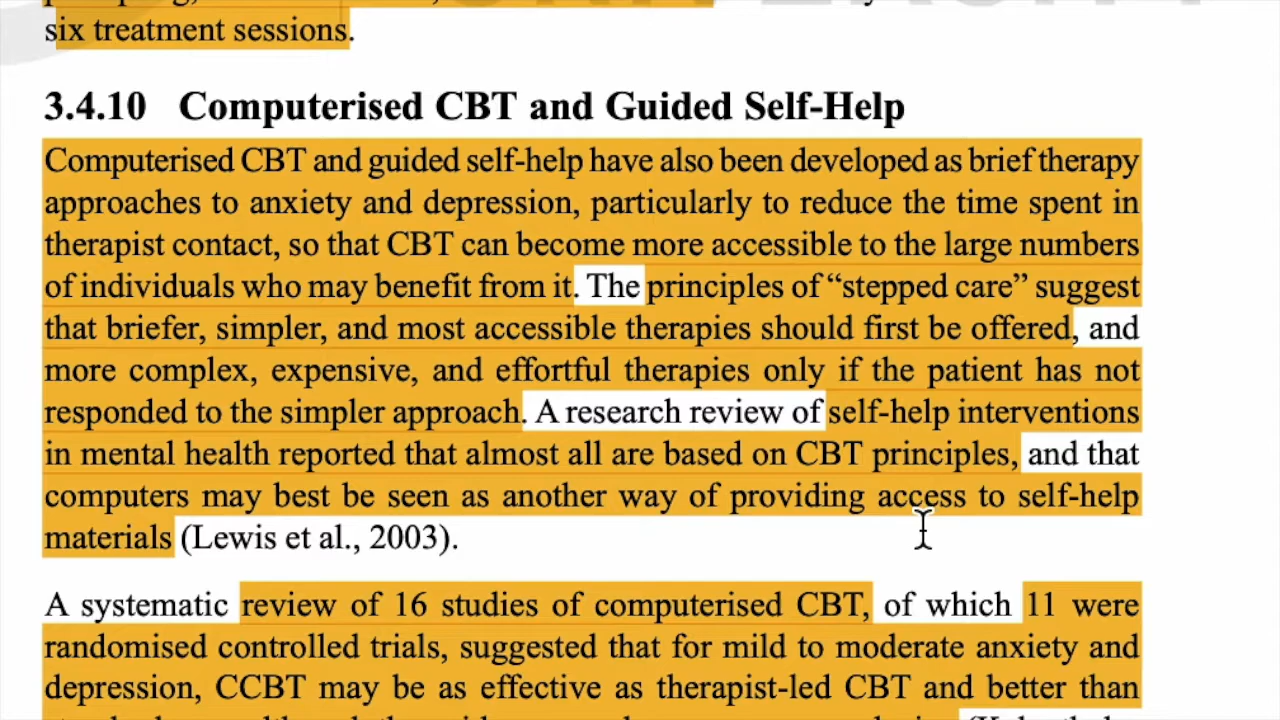 six treatment sessions.
3.4.10 Computerised CBT and Guided Self-Help
Computerised CBT and guided self-help have also been developed as brief therapy
approaches to anxiety and depression, particularly to reduce the time spent in
therapist contact, so that CBT can become more accessible to the large numbers
of individuals who may benefit from it. The principles of “stepped care” suggest
that briefer, simpler, and most accessible therapies should first be offered, and
more complex, expensive, and effortful therapies only if the patient has not
responded to the simpler approach. A research review of self-help interventions
in mental health reported that almost all are based on CBT principles, and that
computers may best be seen as another way of providing access to self-help
materials (Lewis et al., 2003).
A systematic review of 16 studies of computerised CBT, of which 11 were
randomised controlled trials, suggested that for mild to moderate anxiety and
depression, CCBT may be as effective as therapist-led CBT and better than